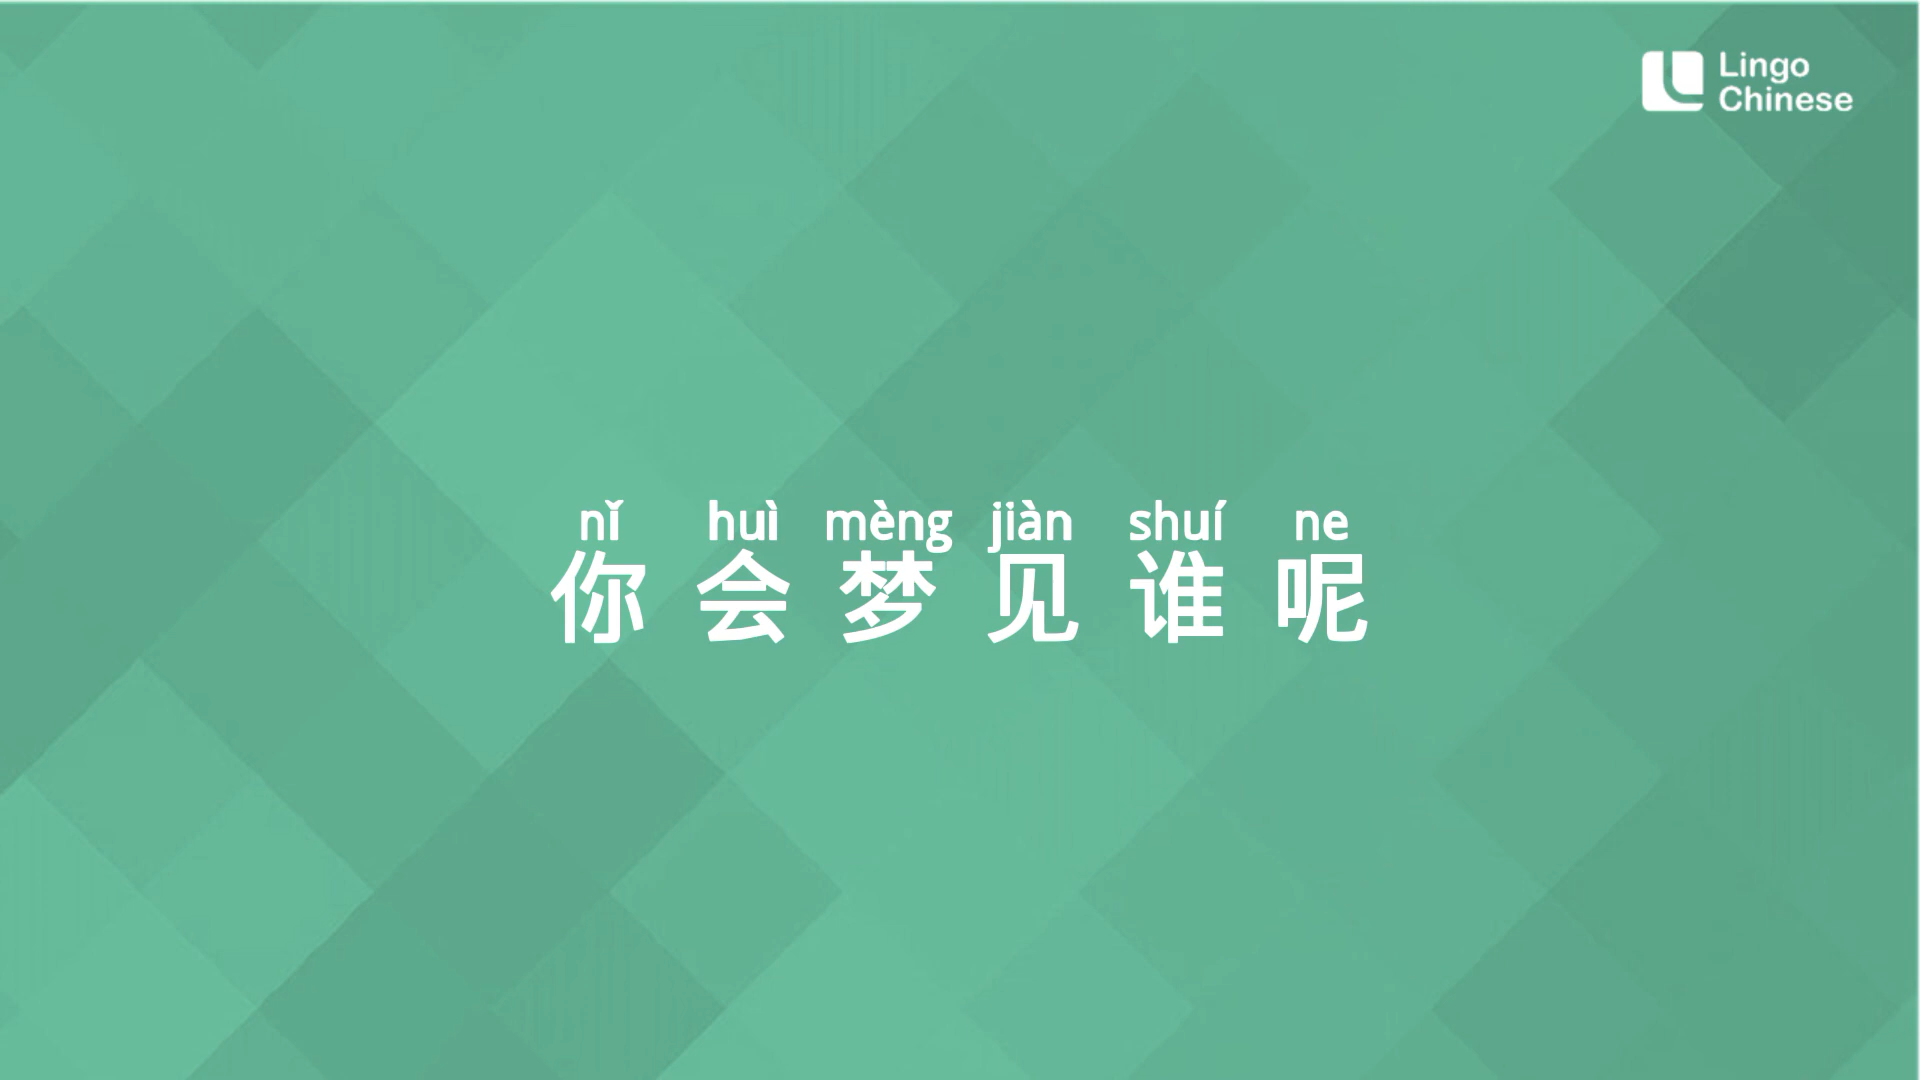 Lingo
Chinese
nǐ huì mèng jiàn shuí ne
你会梦见谁呢